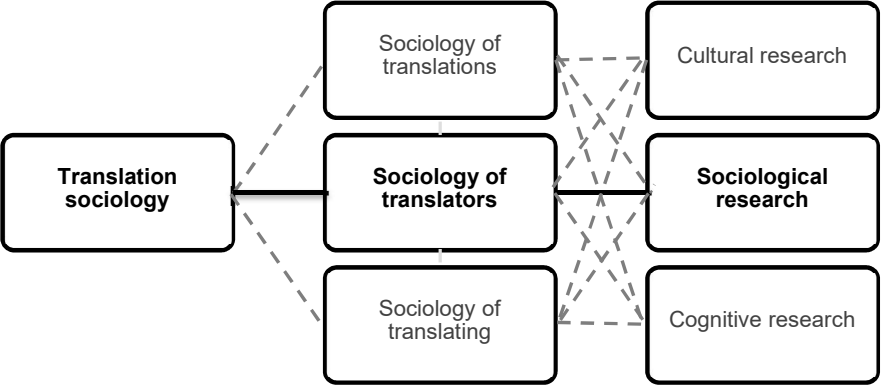 Sociology of
translations
Cultural research
Translation
sociology
Sociology of
translators
Sociological
research
Sociology of
translating
Cognitive research